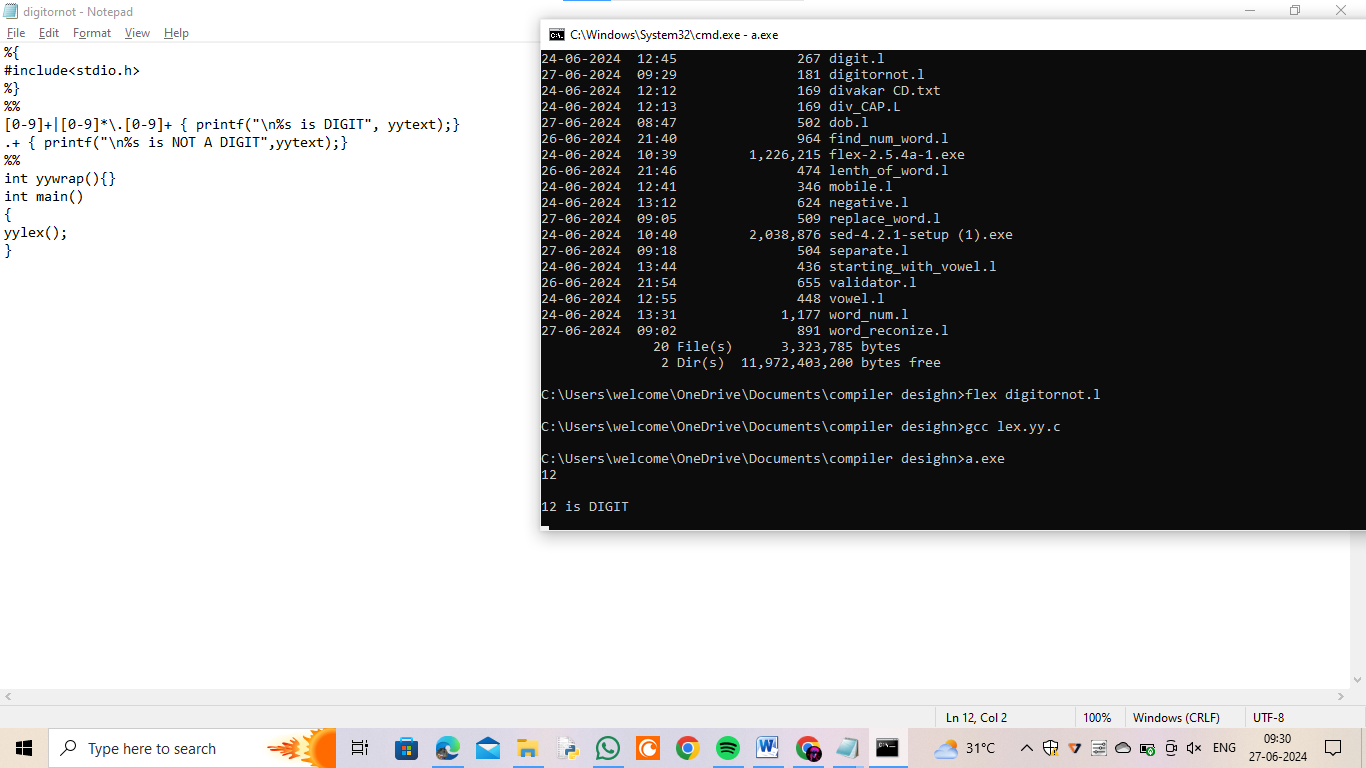 digitornot - Notepad
File Edit Format View Help
%{
#include<stdio.h>
%}
%%
[0-9]+|[0-9]*\.[0-9]+ { printf("\n%s is DIGIT", yytext);}
.+ { printf("\n%s is NOT A DIGIT",yytext);}
%%
int yywrap(){}
int main()
{
yylex();
}
C:\Windows\System32\cmd.exe - a.exe
24-06-2024  12:45               267 digit.l
27-06-2024  09:29               181 digitornot.l
24-06-2024  12:12               169 divakar CD.txt
24-06-2024  12:13               169 div_CAP.L
27-06-2024  08:47               502 dob.l
26-06-2024  21:40               964 find_num_word.l
24-06-2024  10:39         1,226,215 flex-2.5.4a-1.exe
26-06-2024  21:46               474 lenth_of_word.l
24-06-2024  12:41               346 mobile.l
24-06-2024  13:12               624 negative.l
27-06-2024  09:05               509 replace_word.l
24-06-2024  10:40         2,038,876 sed-4.2.1-setup (1).exe
27-06-2024  09:18               504 separate.l
24-06-2024  13:44               436 starting_with_vowel.l
26-06-2024  21:54               655 validator.l
24-06-2024  12:55               448 vowel.l
24-06-2024  13:31             1,177 word_num.l
27-06-2024  09:02               891 word_reconize.l
20 File(s)      3,323,785 bytes
2 Dir(s)  11,972,403,200 bytes free
C:\Users\welcome\OneDrive\Documents\compiler desighn>flex digitornot.l
C:\Users\welcome\OneDrive\Documents\compiler desighn>gcc lex.yy.c
C:\Users\welcome\OneDrive\Documents\compiler desighn>a.exe
12
12 is DIGIT
Ln 12, Col 2 100% Windows (CRLF) UTF-8
Type here to search
31°C ENG
09:30
27-06-2024